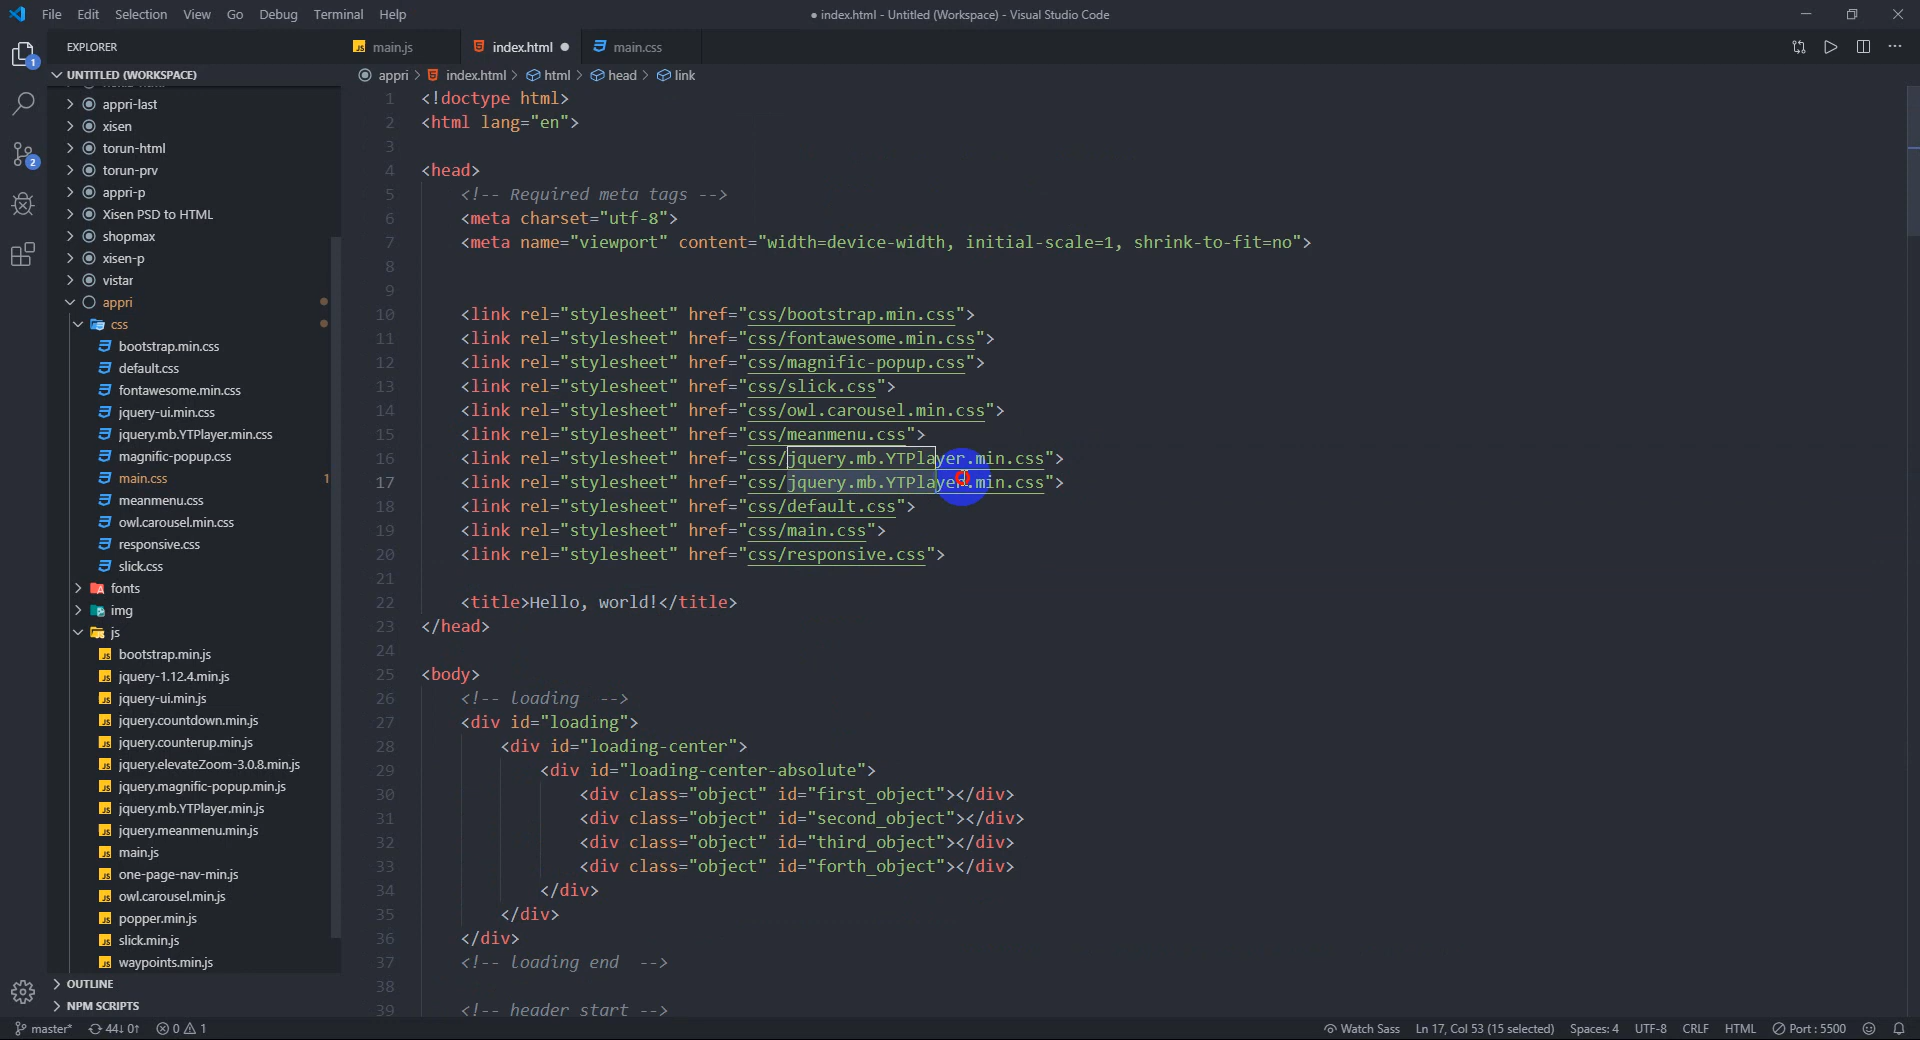 File Edit Selection View Go Debug Terminal Help
● index.html - Untitled (Workspace) - Visual Studio Code
EXPLORER
main.js
index.html
main.css
UNTITLED (WORKSPACE)
appri > index.html > html > head > link
appri-last
xisen
torun-html
torun-prv
appri-p
Xisen PSD to HTML
shopmax
xisen-p
vistar
appri
css
bootstrap.min.css
default.css
fontawesome.min.css
jquery-ui.min.css
jquery.mb.YTPlayer.min.css
magnific-popup.css
main.css 1
meanmenu.css
owl.carousel.min.css
responsive.css
slick.css
fonts
img
js
bootstrap.min.js
jquery-1.12.4.min.js
jquery-ui.min.js
jquery.countdown.min.js
jquery.counterup.min.js
jquery.elevateZoom-3.0.8.min.js
jquery.magnific-popup.min.js
jquery.mb.YTPlayer.min.js
jquery.meanmenu.min.js
main.js
one-page-nav-min.js
owl.carousel.min.js
popper.min.js
slick.min.js
waypoints.min.js
OUTLINE
NPM SCRIPTS
1
2
1 <!doctype html>
2 <html lang="en">
3
4 <head>
5 <!-- Required meta tags -->
6 <meta charset="utf-8">
7 <meta name="viewport" content="width=device-width, initial-scale=1, shrink-to-fit=no">
8
9
10 <link rel="stylesheet" href="css/bootstrap.min.css">
11 <link rel="stylesheet" href="css/fontawesome.min.css">
12 <link rel="stylesheet" href="css/magnific-popup.css">
13 <link rel="stylesheet" href="css/slick.css">
14 <link rel="stylesheet" href="css/owl.carousel.min.css">
15 <link rel="stylesheet" href="css/meanmenu.css">
16 <link rel="stylesheet" href="css/jquery.mb.YTPlayer.min.css">
17 <link rel="stylesheet" href="css/jquery.mb.YTPlayer.min.css">
18 <link rel="stylesheet" href="css/default.css">
19 <link rel="stylesheet" href="css/main.css">
20 <link rel="stylesheet" href="css/responsive.css">
21
22 <title>Hello, world!</title>
23 </head>
24
25 <body>
26 <!-- loading -->
27 <div id="loading">
28 <div id="loading-center">
29 <div id="loading-center-absolute">
30 <div class="object" id="first_object"></div>
31 <div class="object" id="second_object"></div>
32 <div class="object" id="third_object"></div>
33 <div class="object" id="forth_object"></div>
34 </div>
35 </div>
36 </div>
37 <!-- loading end -->
38
39 <!-- header start -->
master* 44↓ 0↑ 0 1
Watch Sass Ln 17, Col 53 (15 selected) Spaces: 4 UTF-8 CRLF HTML Port : 5500